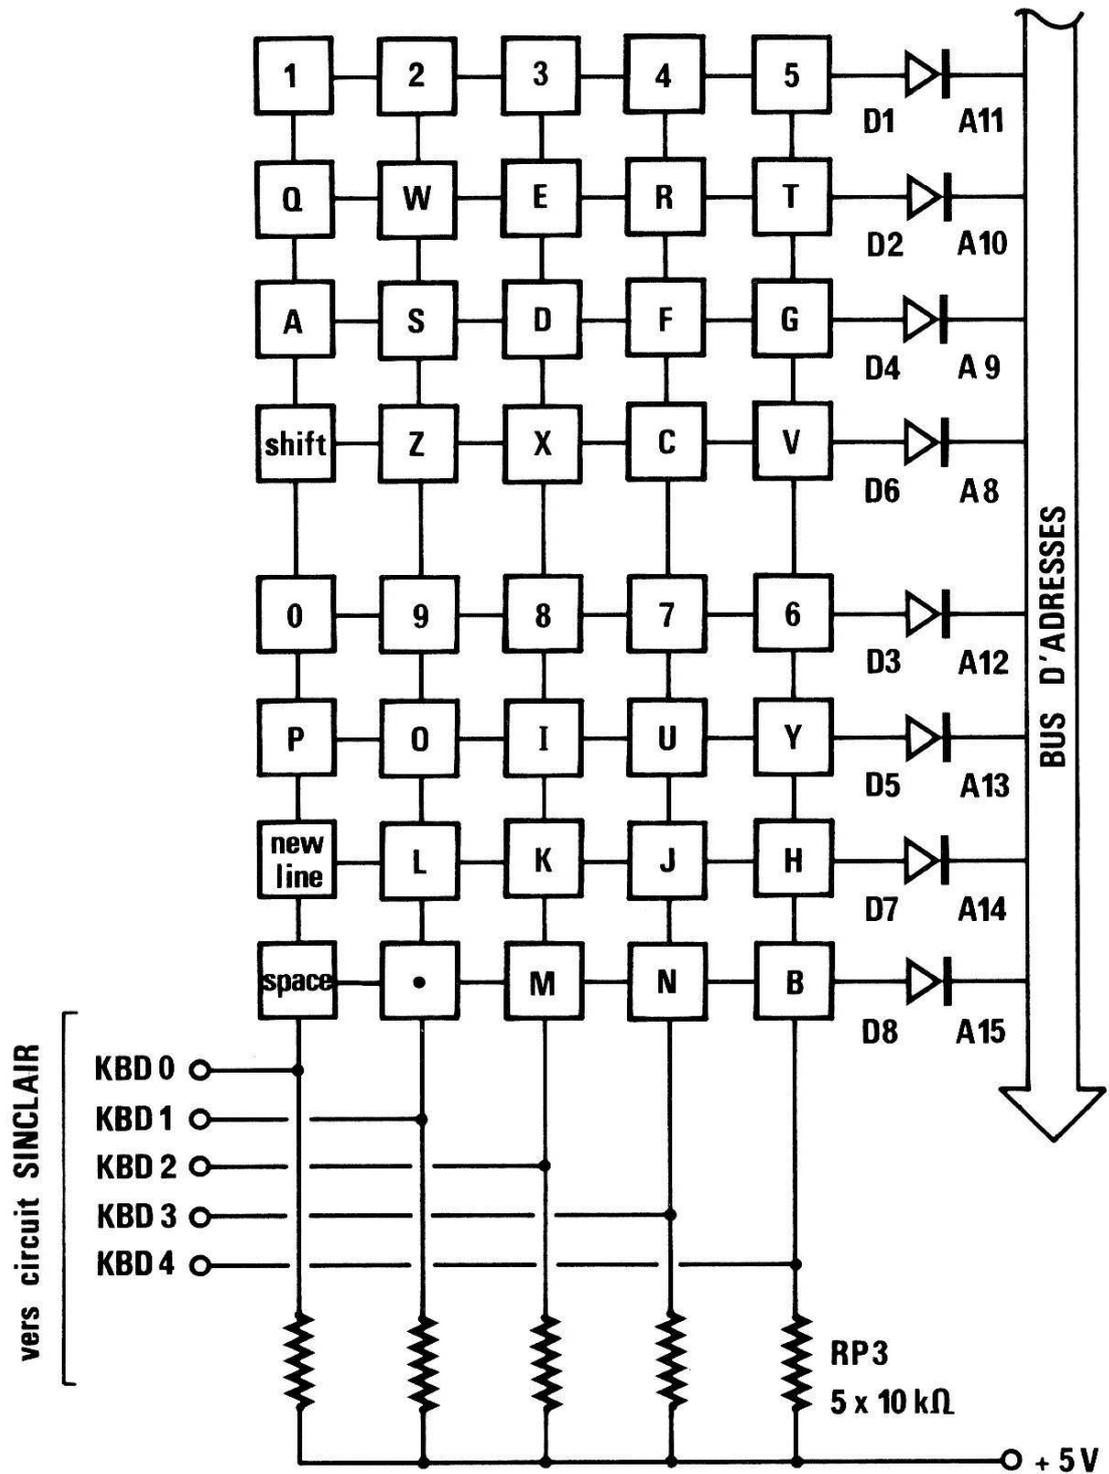 1 2 3 4 5
D1 A11
Q W E R T
D2 A10
A S D F G
D4 A9
shift Z X C V
D6 A8
0 9 8 7 6
D3 A12
P O I U Y
D5 A13
new line L K J H
D7 A14
space • M N B
D8 A15
BUS D'ADRESSES
vers circuit SINCLAIR
KBD 0
KBD 1
KBD 2
KBD 3
KBD 4
RP3
5 x 10 kΩ
+ 5 V